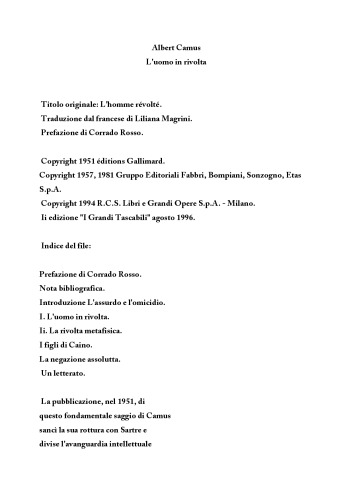 Albert Camus
L'uomo in rivolta
Titolo originale: L'homme révolté.
Traduzione dal francese di Liliana Magrini.
Prefazione di Corrado Rosso.
Copyright 1951 éditions Gallimard.
Copyright 1957, 1981 Gruppo Editoriali Fabbri, Bompiani, Sonzogno, Etas
S.p.A.
Copyright 1994 R.C.S. Libri e Grandi Opere S.p.A. - Milano.
Ii edizione "I Grandi Tascabili" agosto 1996.
Indice del file:
Prefazione di Corrado Rosso.
Nota bibliografica.
Introduzione L'assurdo e l'omicidio.
I. L'uomo in rivolta.
Ii. La rivolta metafisica.
I figli di Caino.
La negazione assolutta.
Un letterato.
La pubblicazione, nel 1951, di
questo fondamentale saggio di Camus
sancì la sua rottura con Sartre e
divise l'avanguardia intellettuale